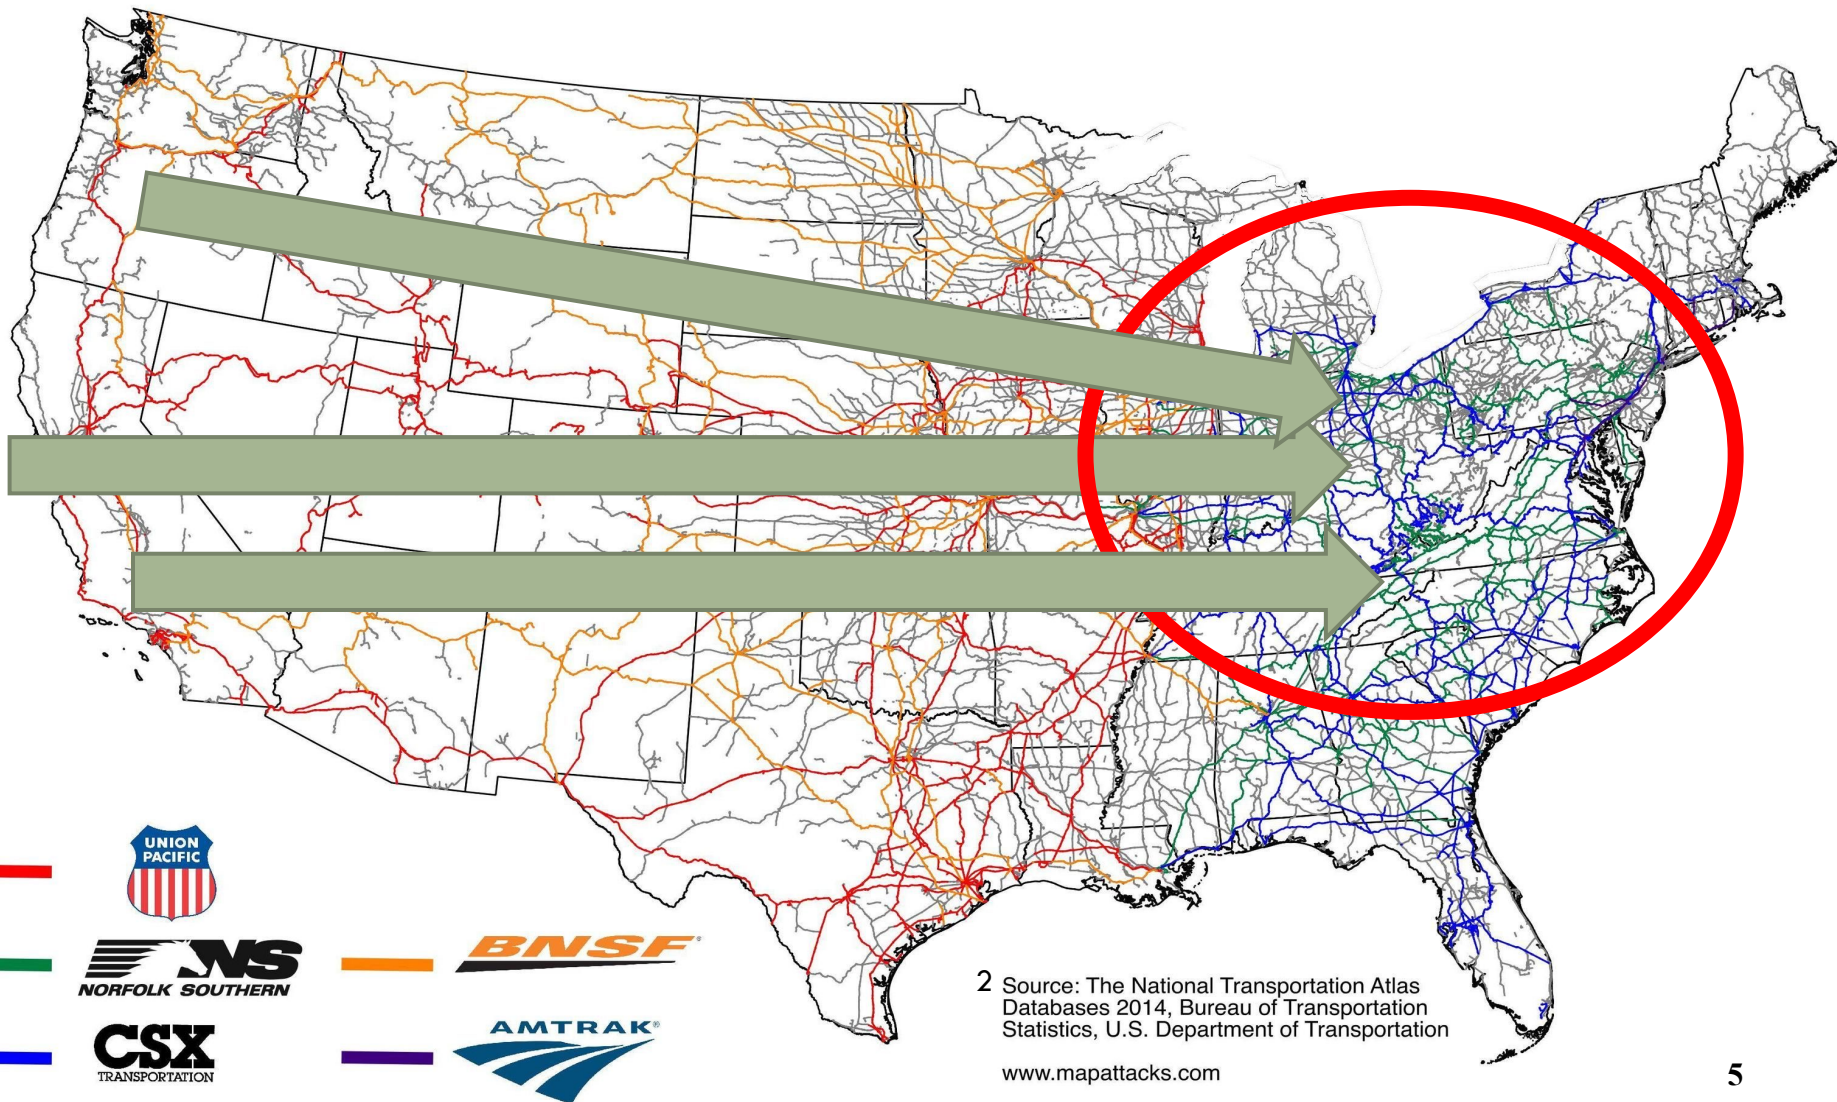 UNION
PACIFIC
NS
NORFOLK SOUTHERN
BNSF®
CSX
TRANSPORTATION
AMTRAK®
2 Source: The National Transportation Atlas
Databases 2014, Bureau of Transportation
Statistics, U.S. Department of Transportation
www.mapattacks.com
5